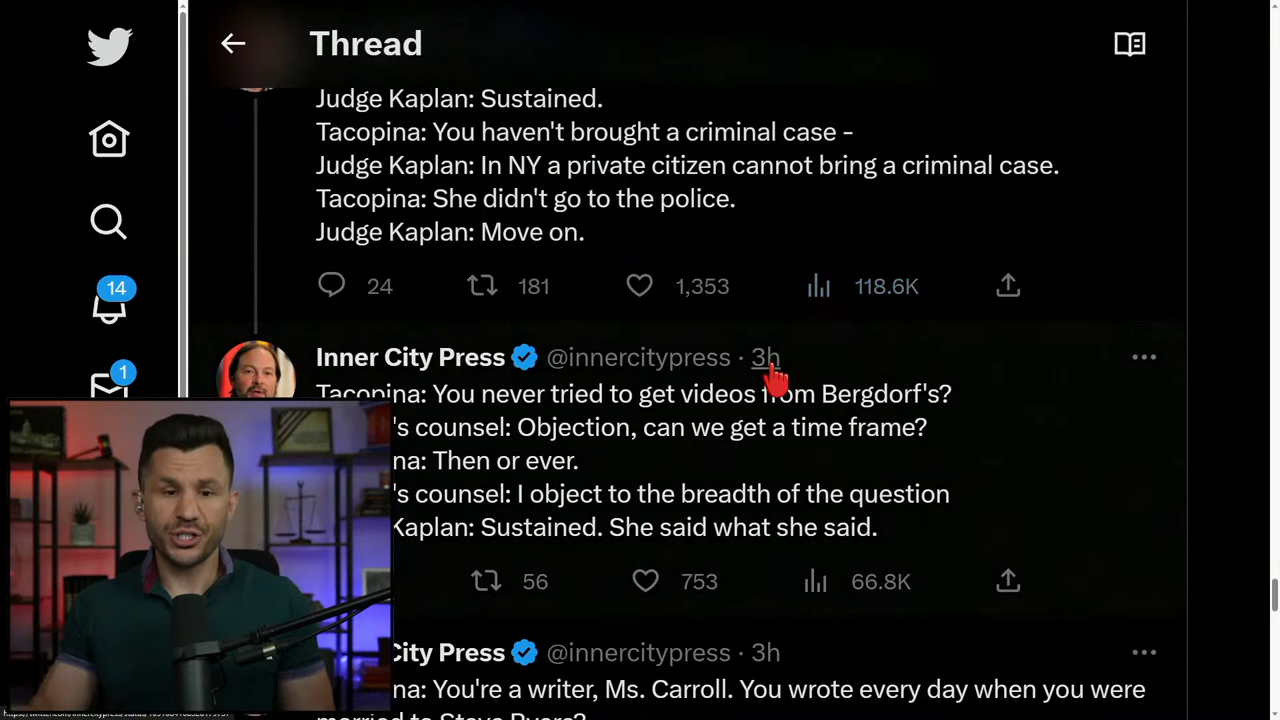 Thread
Judge Kaplan: Sustained.
Tacopina: You haven't brought a criminal case -
Judge Kaplan: In NY a private citizen cannot bring a criminal case.
Tacopina: She didn't go to the police.
Judge Kaplan: Move on.
24 181 1,353 118.6K
14
1
Inner City Press @innercitypress · 3h
Tacopina: You never tried to get videos from Bergdorf's?
's counsel: Objection, can we get a time frame?
na: Then or ever.
's counsel: I object to the breadth of the question
Kaplan: Sustained. She said what she said.
56 753 66.8K
City Press @innercitypress · 3h
na: You're a writer, Ms. Carroll. You wrote every day when you were
married to Steve Byers?